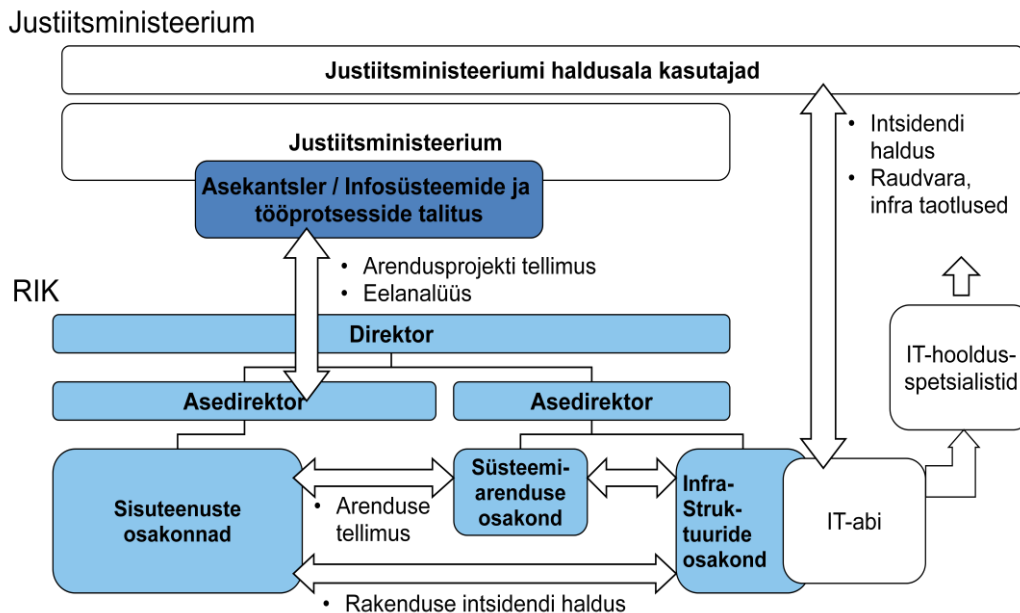 Justiitsministeerium
Justiitsministeeriumi haldusala kasutajad
Justiitsministeerium
Asekantsler / Infosüsteemide ja
tööprotsesside talitus
• Intsidendi
haldus
• Raudvara,
infra taotlused
• Arendusprojekti tellimus
• Eelanalüüs
RIK
Direktor
IT-hooldus-
spetsialistid
Asedirektor
Asedirektor
Sisuteenuste
osakonnad
• Arenduse
tellimus
Süsteemi-
arenduse
osakond
Infra-
Struk-
tuuride
osakond
IT-abi
• Rakenduse intsidendi haldus